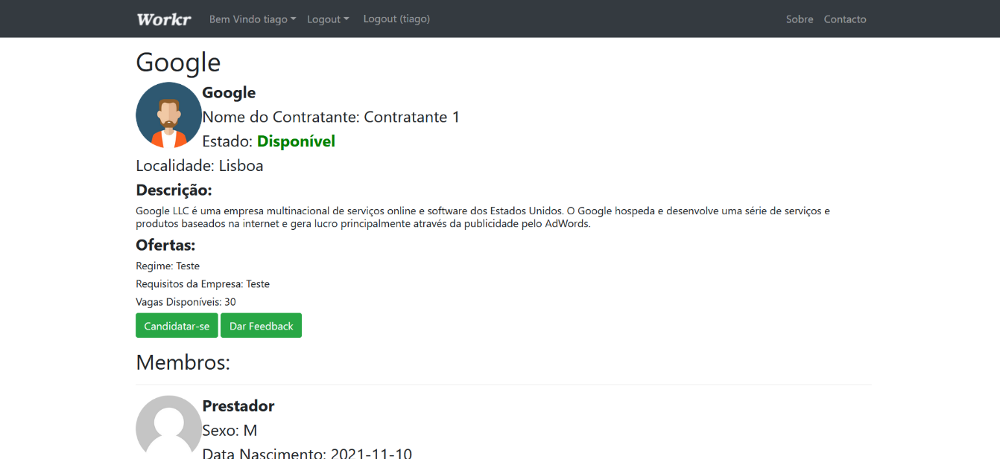 Workr Bem Vindo tiago Logout Logout (tiago) Sobre Contacto
Google
Google
Nome do Contratante: Contratante 1
Estado: Disponível
Localidade: Lisboa
Descrição:
Google LLC é uma empresa multinacional de serviços online e software dos Estados Unidos. O Google hospeda e desenvolve uma série de serviços e
produtos baseados na internet e gera lucro principalmente através da publicidade pelo AdWords.
Ofertas:
Regime: Teste
Requisitos da Empresa: Teste
Vagas Disponíveis: 30
Candidatar-se Dar Feedback
Membros:
Prestador
Sexo: M
Data Nascimento: 2021-11-10